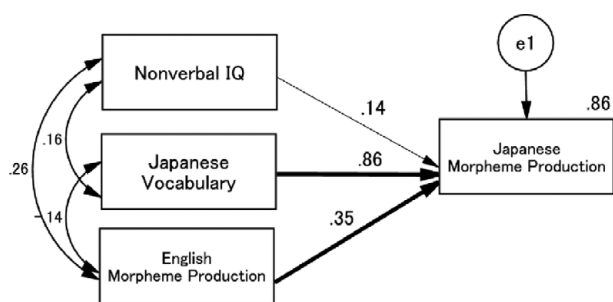 e1
Nonverbal IQ
.86
.14
Japanese
Morpheme Production
.16
Japanese
Vocabulary
.86
.26
-.14
.35
English
Morpheme Production